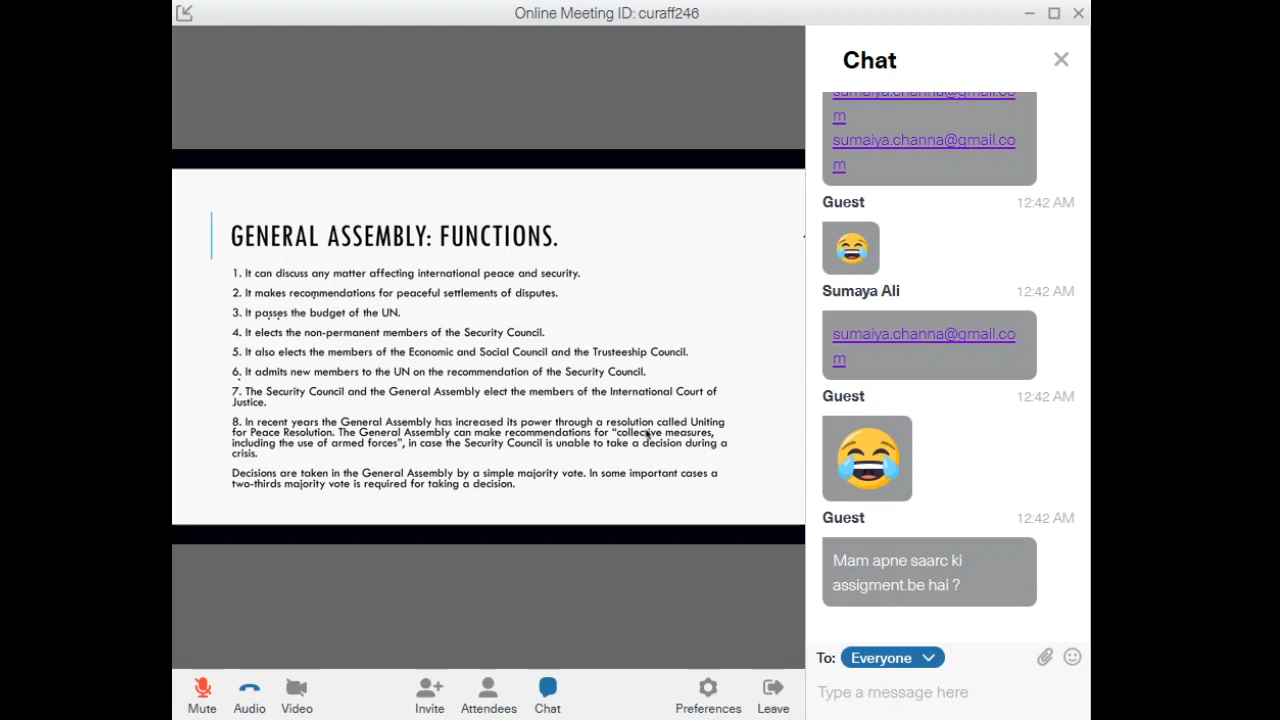 Online Meeting ID: curaff246
GENERAL ASSEMBLY: FUNCTIONS.
1. It can discuss any matter affecting international peace and security.
2. It makes recommendations for peaceful settlements of disputes.
3. It passes the budget of the UN.
4. It elects the non-permanent members of the Security Council.
5. It also elects the members of the Economic and Social Council and the Trusteeship Council.
6. It admits new members to the UN on the recommendation of the Security Council.
7. The Security Council and the General Assembly elect the members of the International Court of
Justice.
8. In recent years the General Assembly has increased its power through a resolution called Uniting
for Peace Resolution. The General Assembly can make recommendations for “collective measures,
including the use of armed forces”, in case the Security Council is unable to take a decision during a
crisis.
Decisions are taken in the General Assembly by a simple majority vote. In some important cases a
two-thirds majority vote is required for taking a decision.
Chat
sumaiya.channa@gmail.co
m
sumaiya.channa@gmail.co
m
Guest 12:42 AM
Sumaya Ali 12:42 AM
sumaiya.channa@gmail.co
m
Guest 12:42 AM
Guest 12:42 AM
Mam apne saarc ki
assigment.be hai ?
To: Everyone
Type a message here
Mute Audio Video Invite Attendees Chat Preferences Leave